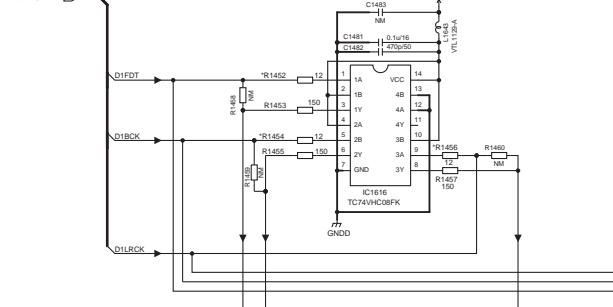 C1483
NM
C1481
0.1u/16
C1482
470p/50
L1643
VTL1129-A
D1FDT
*R1452
12
1
1A
VCC
14
R1458
NM
2
1B
4B
13
R1453
150
3
1Y
4A
12
4
2A
4Y
11
D1BCK
*R1454
12
5
2B
3B
10
R1455
150
6
2Y
3A
9
*R1456
12
R1460
NM
R1459
NM
7
GND
3Y
8
R1457
150
IC1616
TC74VHC08FK
GNDD
D1LRCK